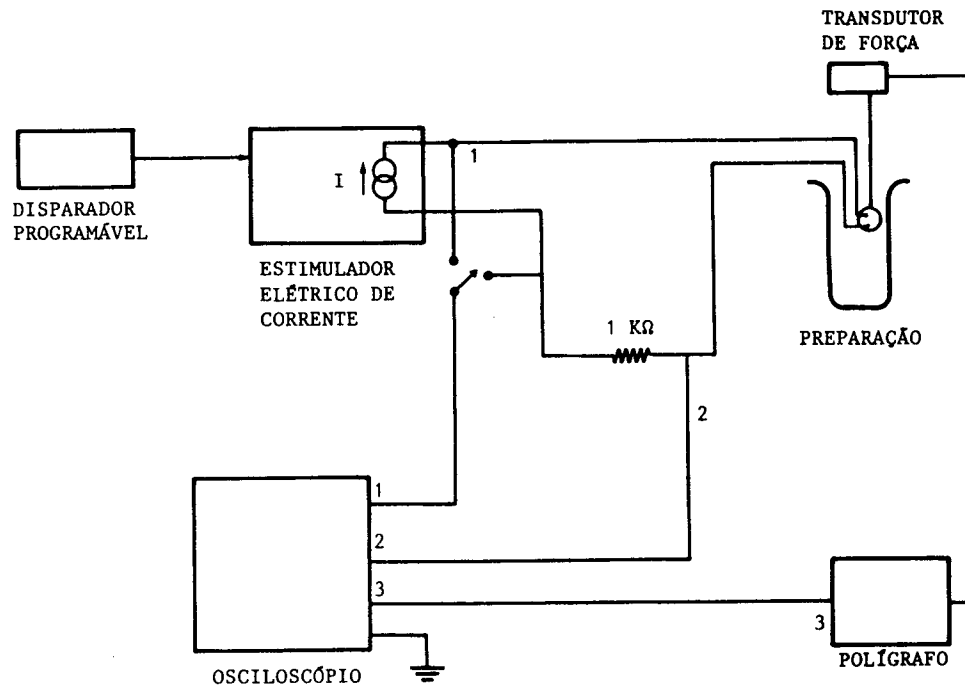 TRANSDUTOR
DE FORÇA
1
I
DISPARADOR
PROGRAMÁVEL
ESTIMULADOR
ELÉTRICO DE
CORRENTE
1 KΩ
PREPARAÇÃO
2
1
2
3
3
OSCILOSCÓPIO
POLÍGRAFO